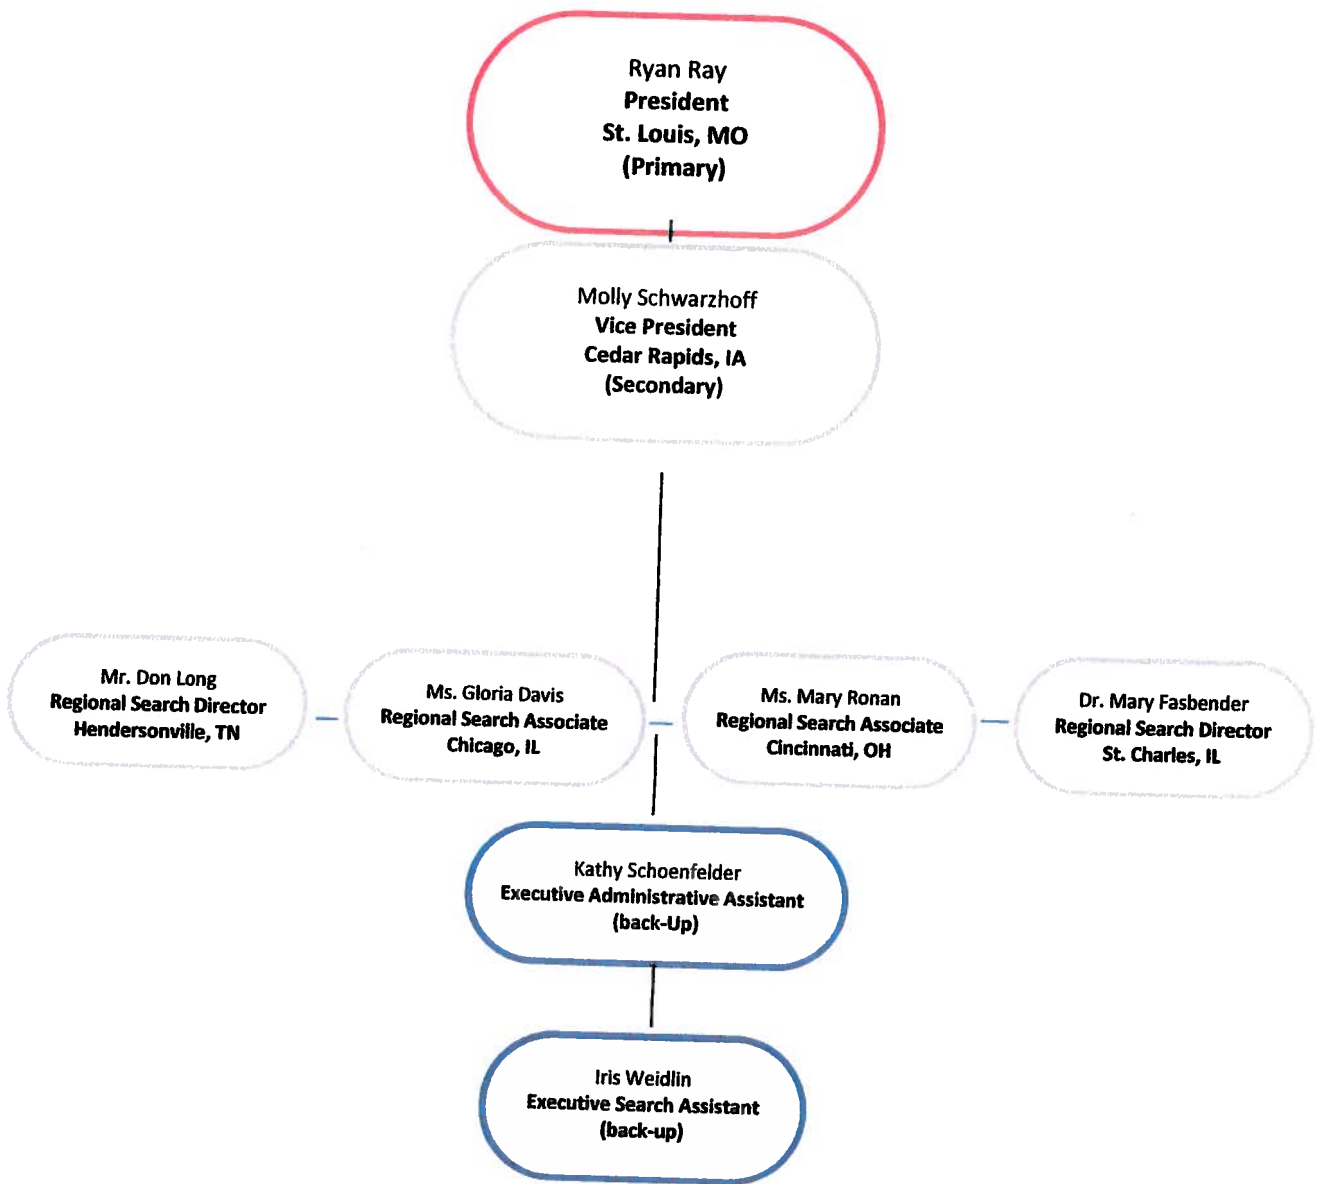 Ryan Ray
President
St. Louis, MO
(Primary)
Molly Schwarzhoff
Vice President
Cedar Rapids, IA
(Secondary)
Mr. Don Long
Regional Search Director
Hendersonville, TN
Ms. Gloria Davis
Regional Search Associate
Chicago, IL
Ms. Mary Ronan
Regional Search Associate
Cincinnati, OH
Dr. Mary Fasbender
Regional Search Director
St. Charles, IL
Kathy Schoenfelder
Executive Administrative Assistant
(back-Up)
Iris Weidlin
Executive Search Assistant
(back-up)